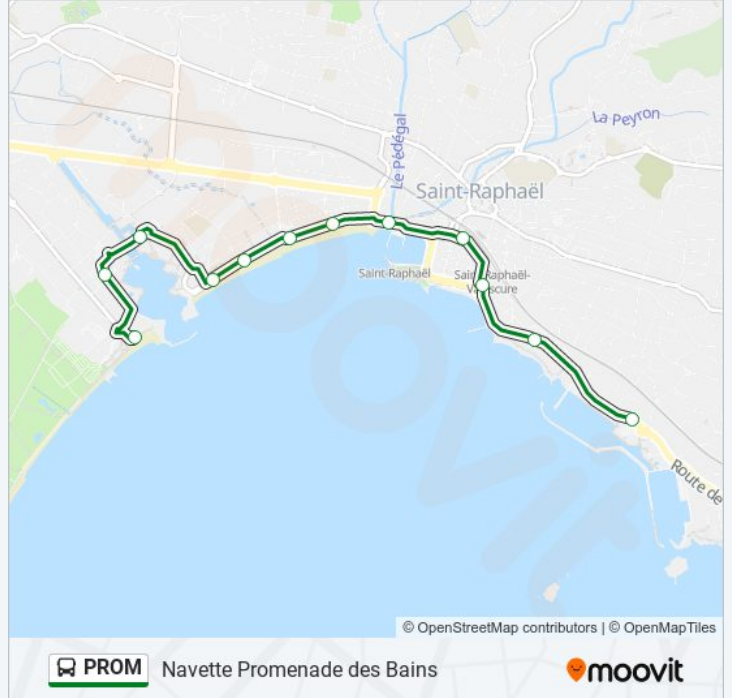 La Peyron
Le Pédégal
Saint-Raphaël
Saint-Raphaël
Saint-Raphaël-
Valescure
Route de
moovit
© OpenStreetMap contributors | © OpenMapTiles
PROM Navette Promenade des Bains moovit